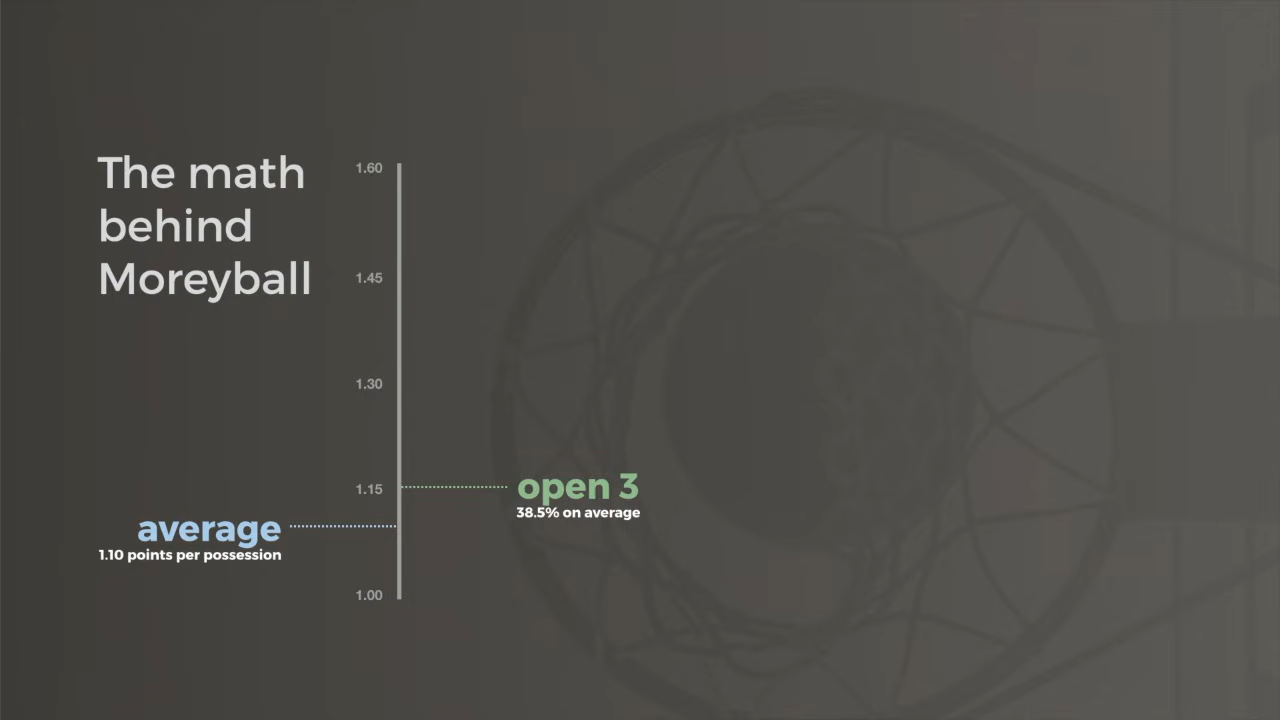 The math
behind
Moreyball
1.60
1.45
1.30
1.15
1.00
open 3
38.5% on average
average
1.10 points per possession